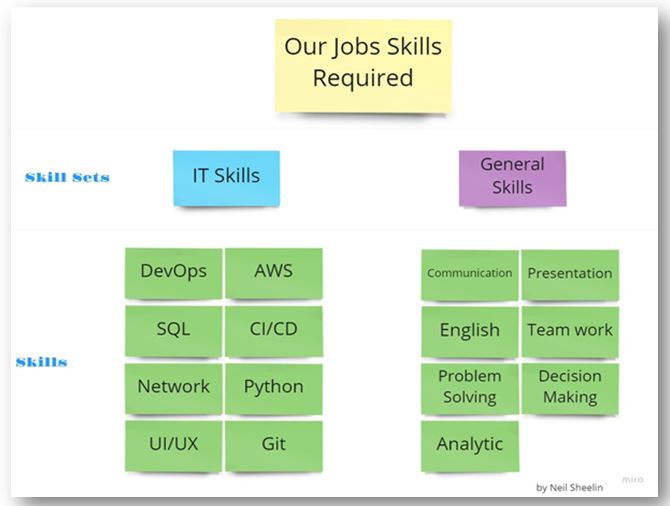 Our Jobs Skills
Required
Skill Sets
IT Skills
General
Skills
Skills
DevOps
AWS
SQL
CI/CD
Network
Python
UI/UX
Git
Communication
Presentation
English
Team work
Problem
Solving
Decision
Making
Analytic
by Neil Sheelin
miro